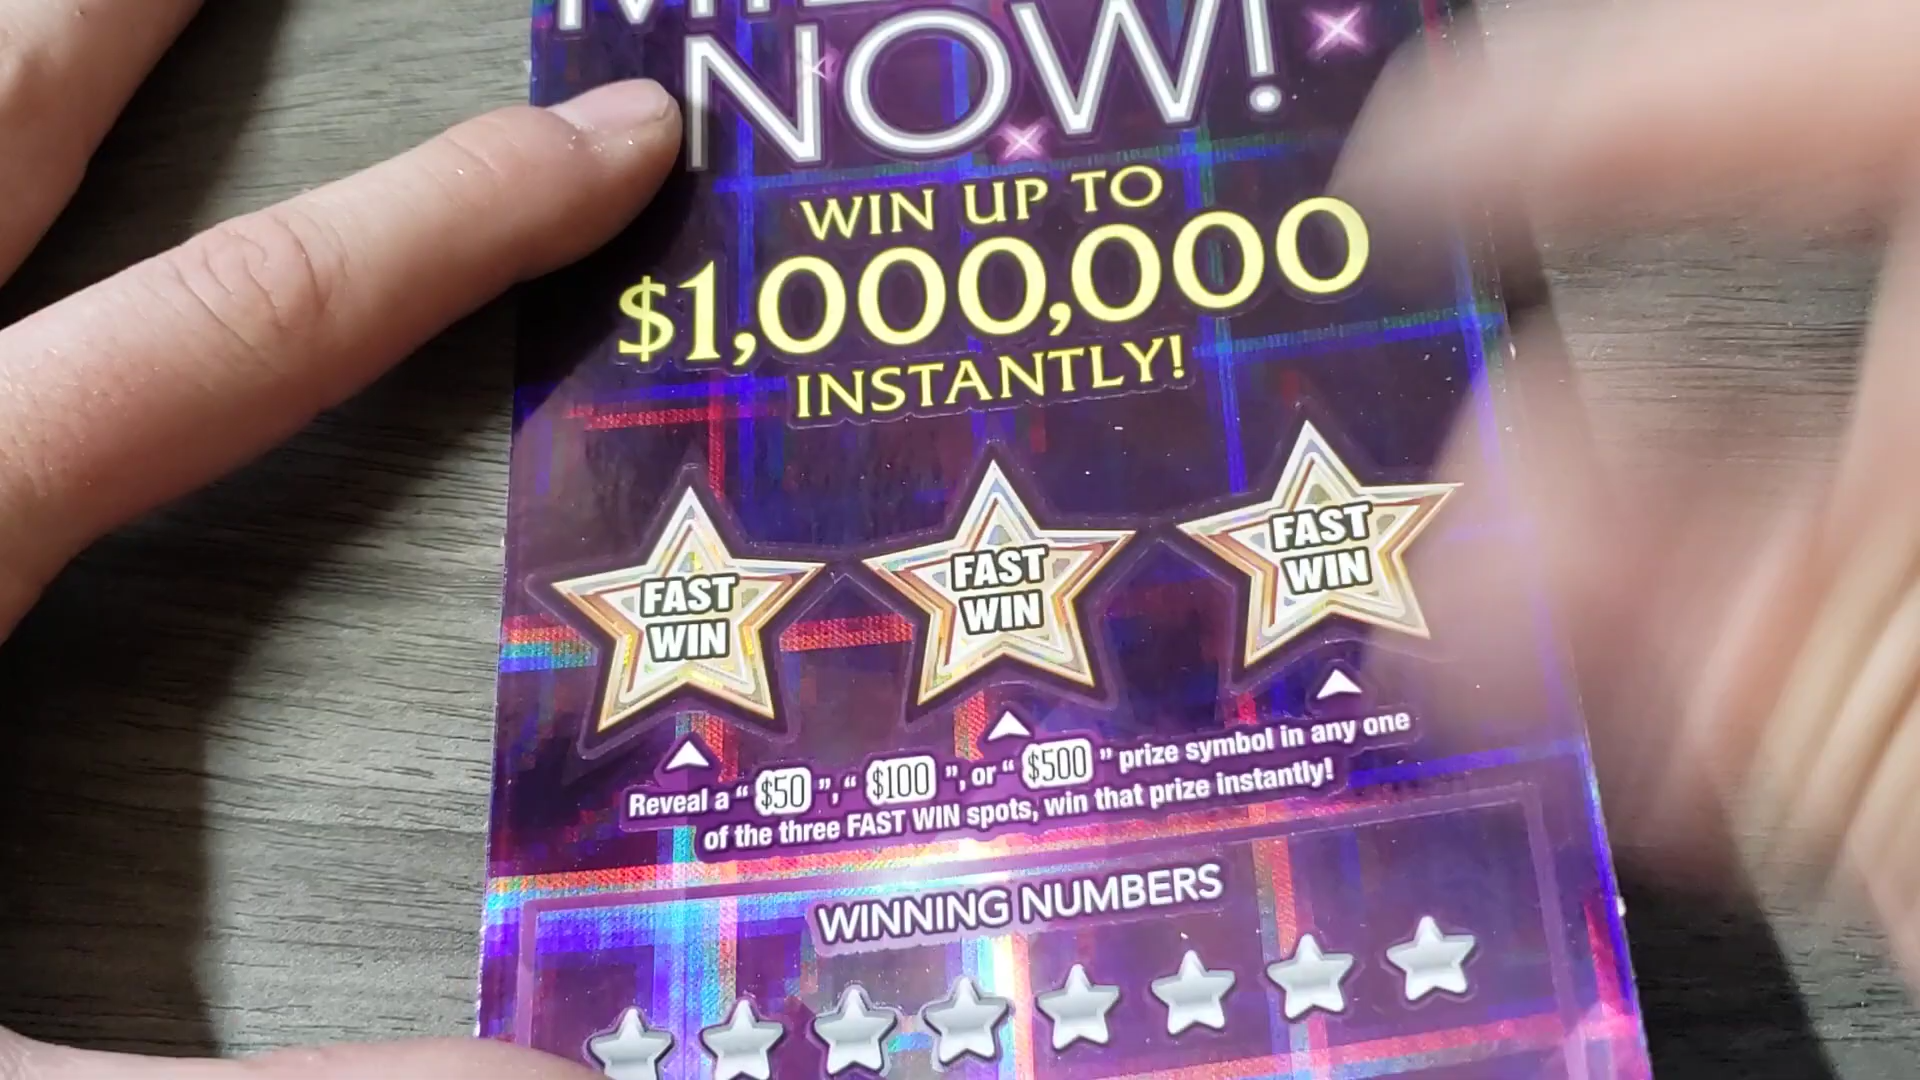 NOW!
WIN UP TO
$1,000,000
INSTANTLY!
FAST
WIN
FAST
WIN
FAST
WIN
Reveal a “ $50 ”, “ $100 ”, or “ $500 ” prize symbol in any one
of the three FAST WIN spots, win that prize instantly!
WINNING NUMBERS